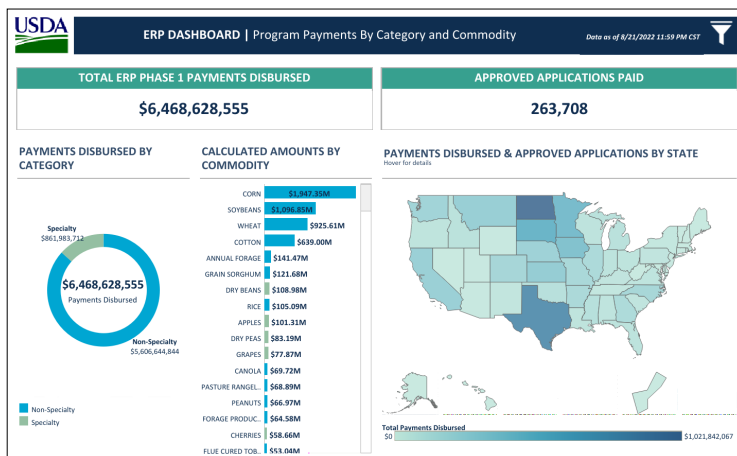 USDA
ERP DASHBOARD | Program Payments By Category and Commodity
Data as of 8/21/2022 11:59 PM CST
TOTAL ERP PHASE 1 PAYMENTS DISBURSED
$6,468,628,555
APPROVED APPLICATIONS PAID
263,708
PAYMENTS DISBURSED BY
CATEGORY
Specialty
$861,983,712
$6,468,628,555
Payments Disbursed
Non-Specialty
$5,606,644,844
Non-Specialty
Specialty
CALCULATED AMOUNTS BY
COMMODITY
CORN $1,947.35M
SOYBEANS $1,096.85M
WHEAT $925.61M
COTTON $639.00M
ANNUAL FORAGE $141.47M
GRAIN SORGHUM $121.68M
DRY BEANS $108.98M
RICE $105.09M
APPLES $101.31M
DRY PEAS $83.19M
GRAPES $77.87M
CANOLA $69.72M
PASTURE RANGEL.. $68.89M
PEANUTS $66.97M
FORAGE PRODUC.. $64.58M
CHERRIES $58.66M
FLUE CURED TOB.. $53.04M
PAYMENTS DISBURSED & APPROVED APPLICATIONS BY STATE
Hover for details
Total Payments Disbursed
$0 $1,021,842,067